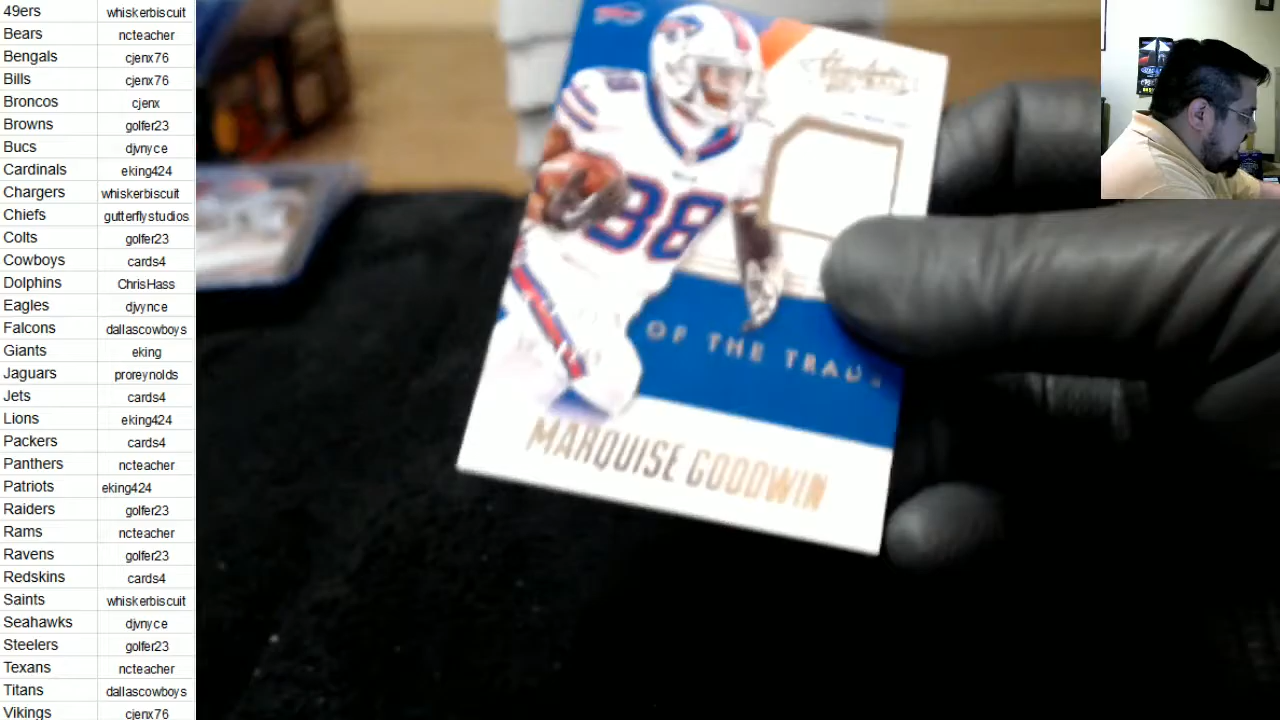 49ers whiskerbiscuit
Bears ncteacher
Bengals cjenx76
Bills cjenx76
Broncos cjenx
Browns golfer23
Bucs djvnyce
Cardinals eking424
Chargers whiskerbiscuit
Chiefs gutterflystudios
Colts golfer23
Cowboys cards4
Dolphins ChrisHass
Eagles djvynce
Falcons dallascowboys
Giants eking
Jaguars proreynolds
Jets cards4
Lions eking424
Packers cards4
Panthers ncteacher
Patriots eking424
Raiders golfer23
Rams ncteacher
Ravens golfer23
Redskins cards4
Saints whiskerbiscuit
Seahawks djvnyce
Steelers golfer23
Texans ncteacher
Titans dallascowboys
Vikings cjenx76
88
OF THE TRADE
MARQUISE GOODWIN